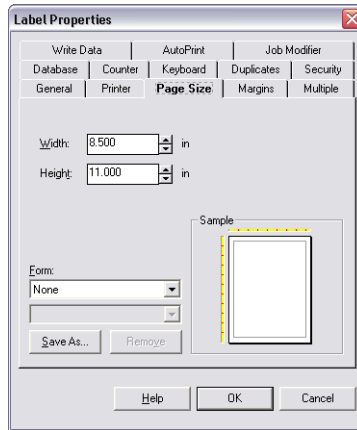 Label Properties
Write Data AutoPrint Job Modifier
Database Counter Keyboard Duplicates Security
General Printer Page Size Margins Multiple
Width: 8.500 in
Height: 11.000 in
Sample
Form:
None
Save As... Remove
Help OK Cancel